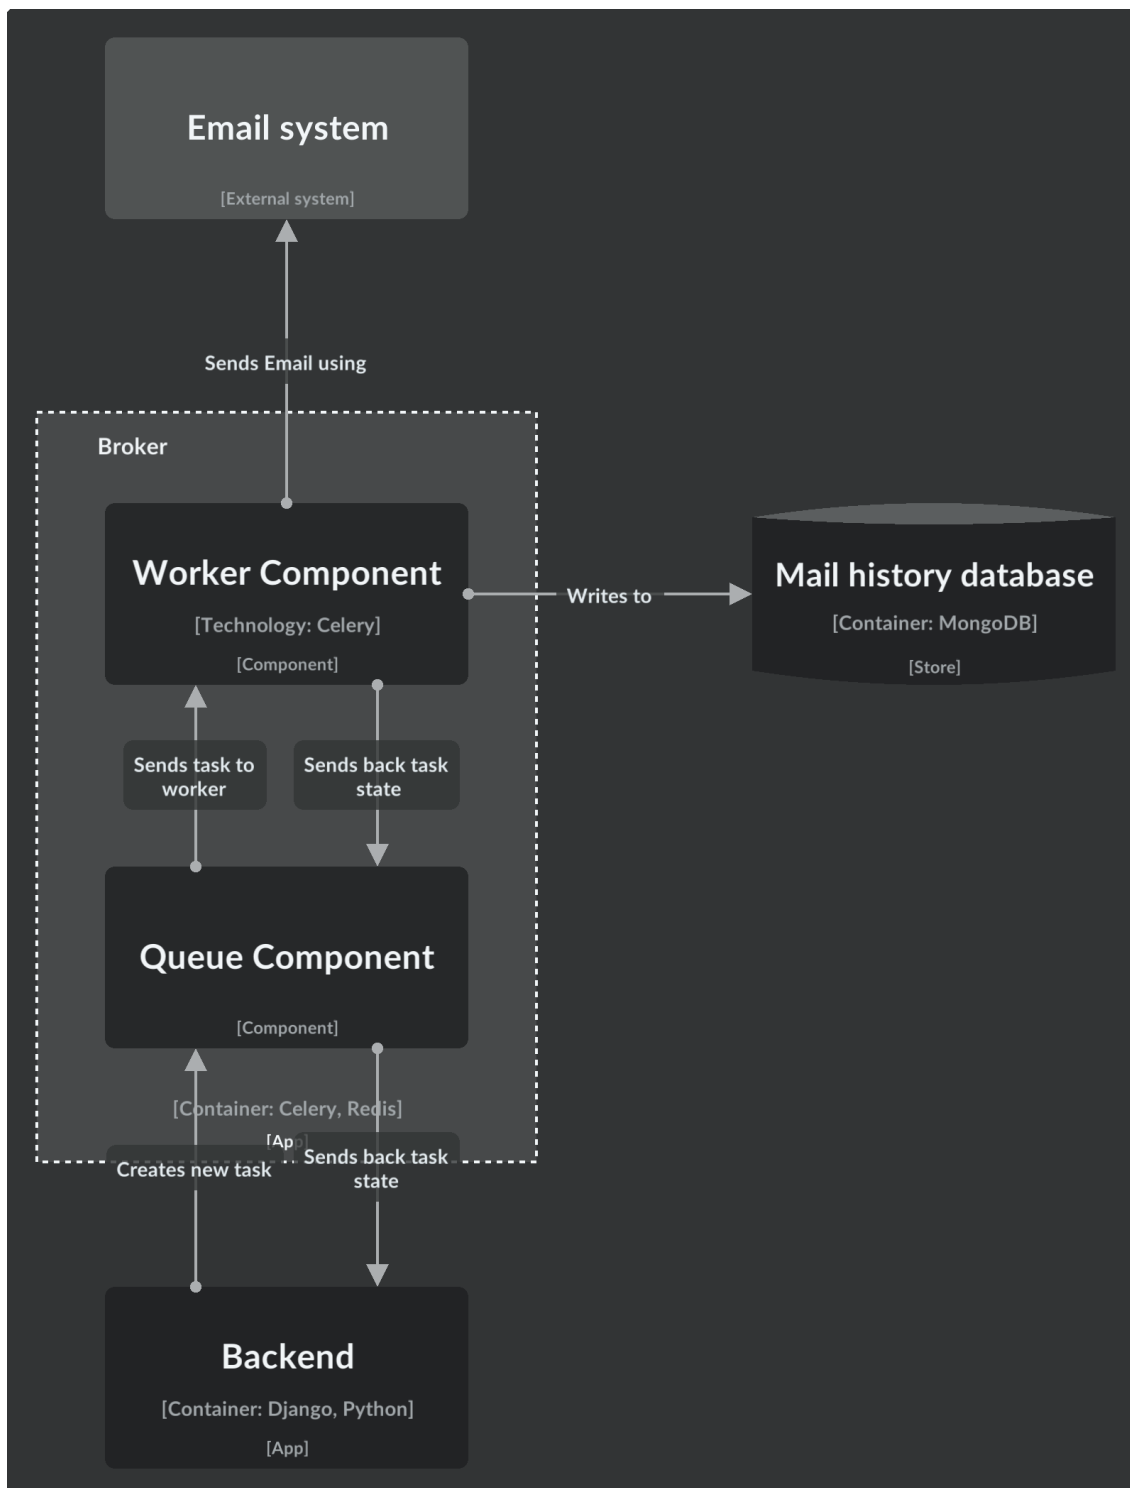 Email system
[External system]
Sends Email using
Broker
Worker Component
[Technology: Celery]
[Component]
Writes to
Mail history database
[Container: MongoDB]
[Store]
Sends task to
worker
Sends back task
state
Queue Component
[Component]
[Container: Celery, Redis]
[App]
Creates new task
Sends back task
state
Backend
[Container: Django, Python]
[App]